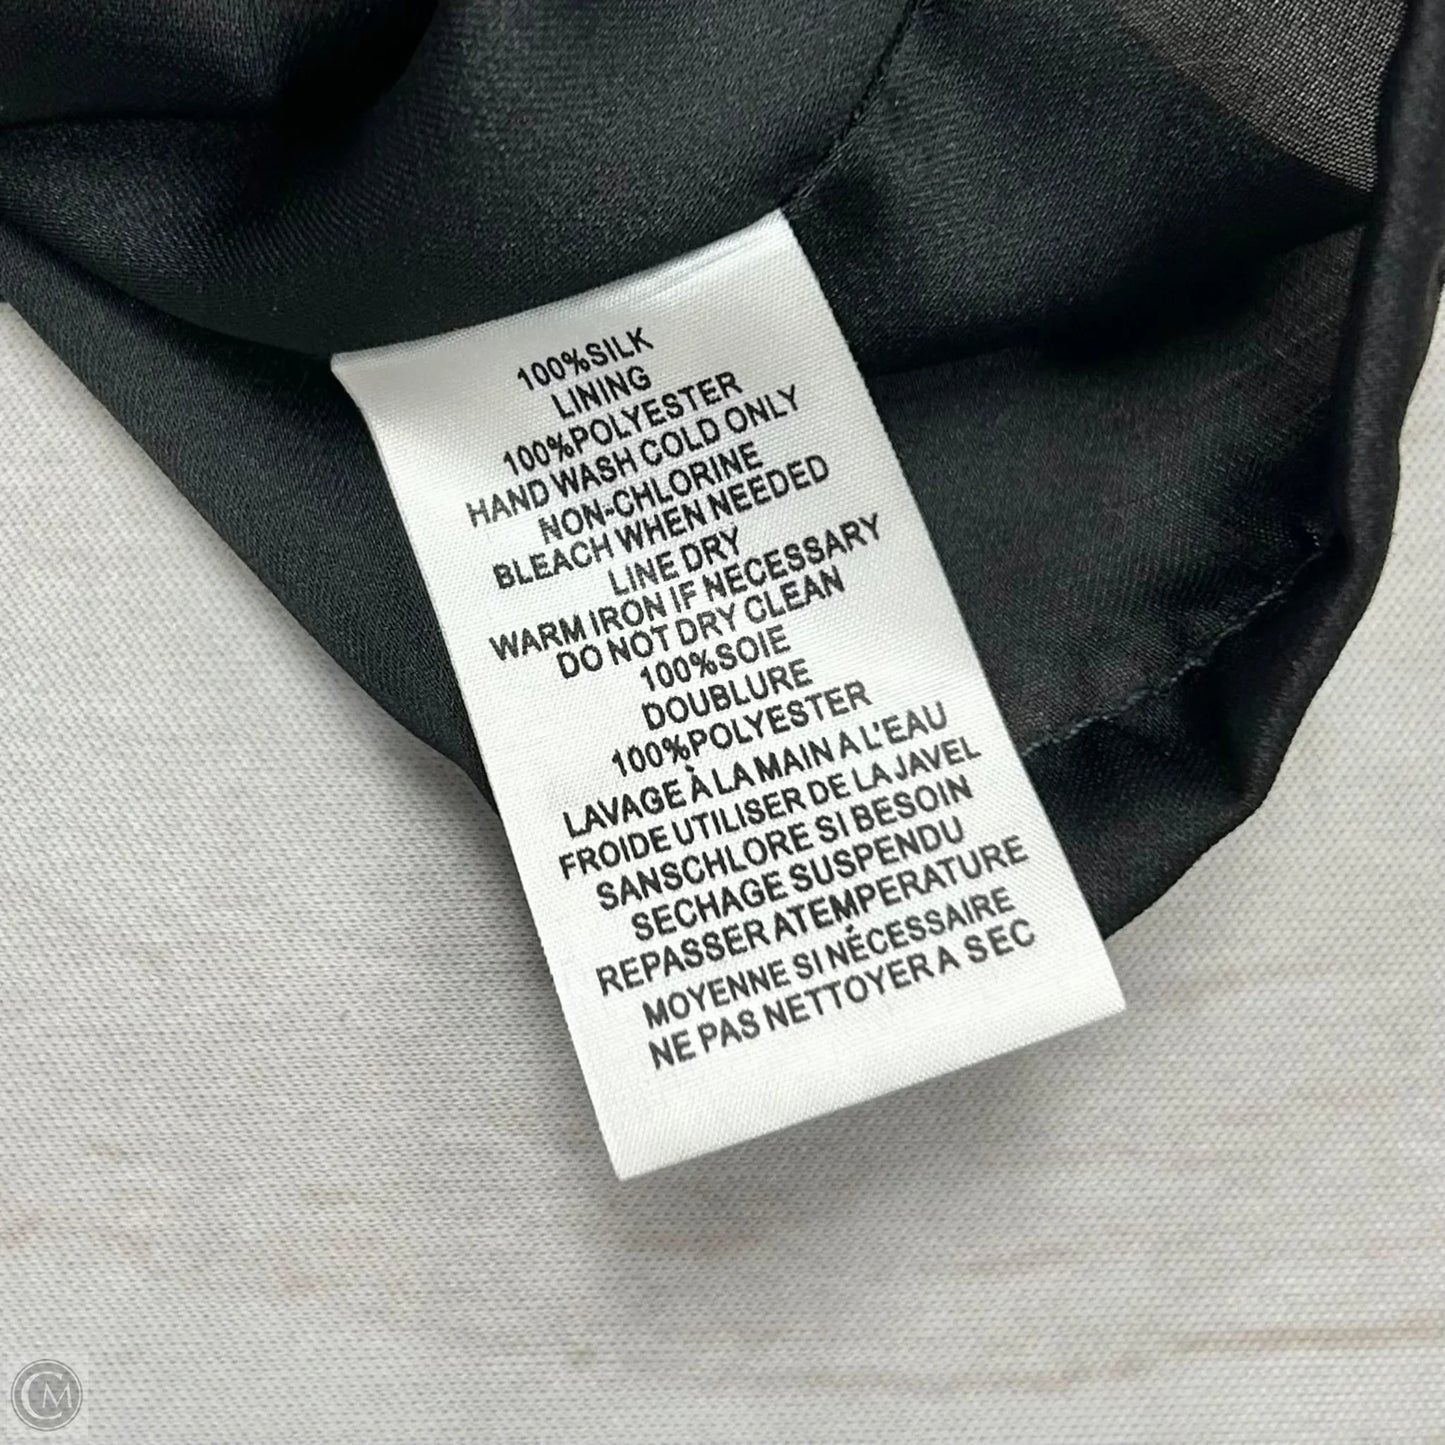 100%SILK
LINING
100%POLYESTER
HAND WASH COLD ONLY
NON-CHLORINE
BLEACH WHEN NEEDED
LINE DRY
WARM IRON IF NECESSARY
DO NOT DRY CLEAN
100%SOIE
DOUBLURE
100%POLYESTER
LAVAGE À LA MAIN A L'EAU
FROIDE UTILISER DE LA JAVEL
SANSCHLORE SI BESOIN
SECHAGE SUSPENDU
REPASSER ATEMPERATURE
MOYENNE SI NÉCESSAIRE
NE PAS NETTOYER A SEC
CM